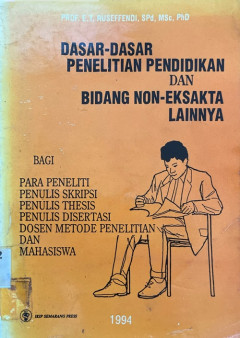 PROF. E.T. RUSEFFENDI, SPd, MSc, PhD
DASAR-DASAR
PENELITIAN PENDIDIKAN
DAN
BIDANG NON-EKSAKTA
LAINNYA
BAGI
PARA PENELITI
PENULIS SKRIPSI
PENULIS THESIS
PENULIS DISERTASI
DOSEN METODE PENELITIAN
DAN
MAHASISWA
IKIP SEMARANG PRESS
1994